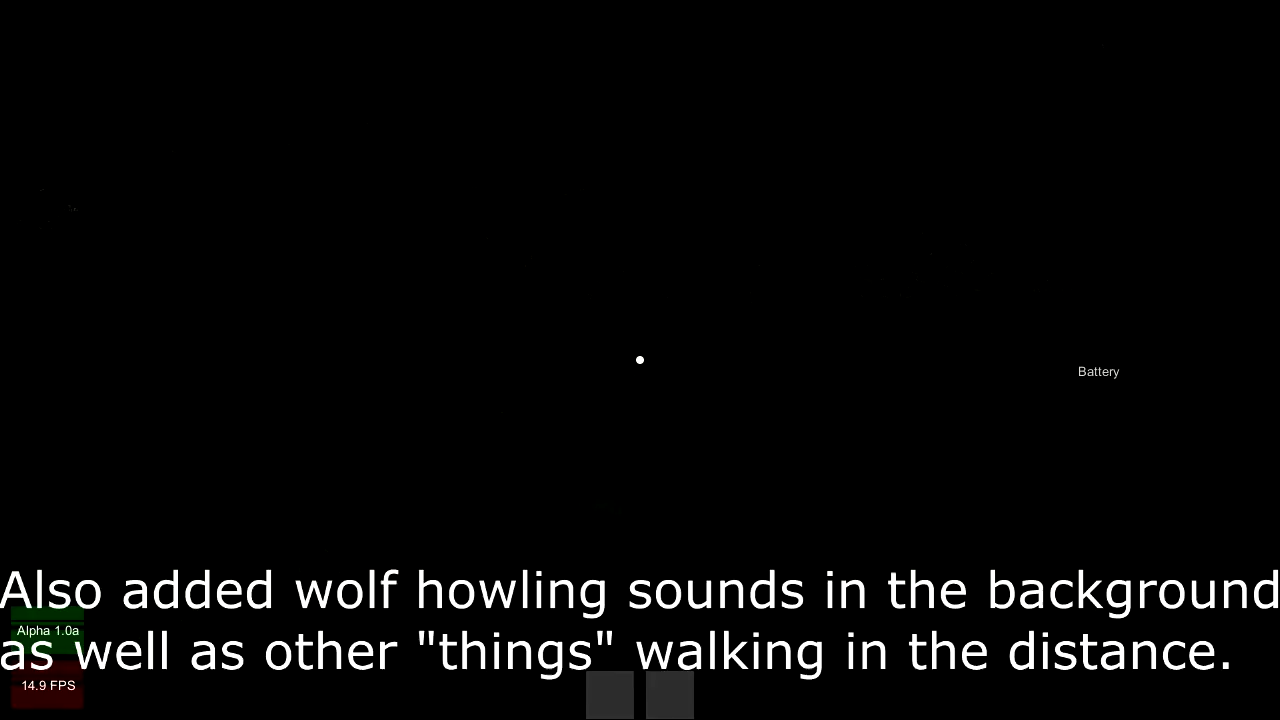 Battery
Also added wolf howling sounds in the background
Alpha 1.0a
as well as other "things" walking in the distance.
14.9 FPS